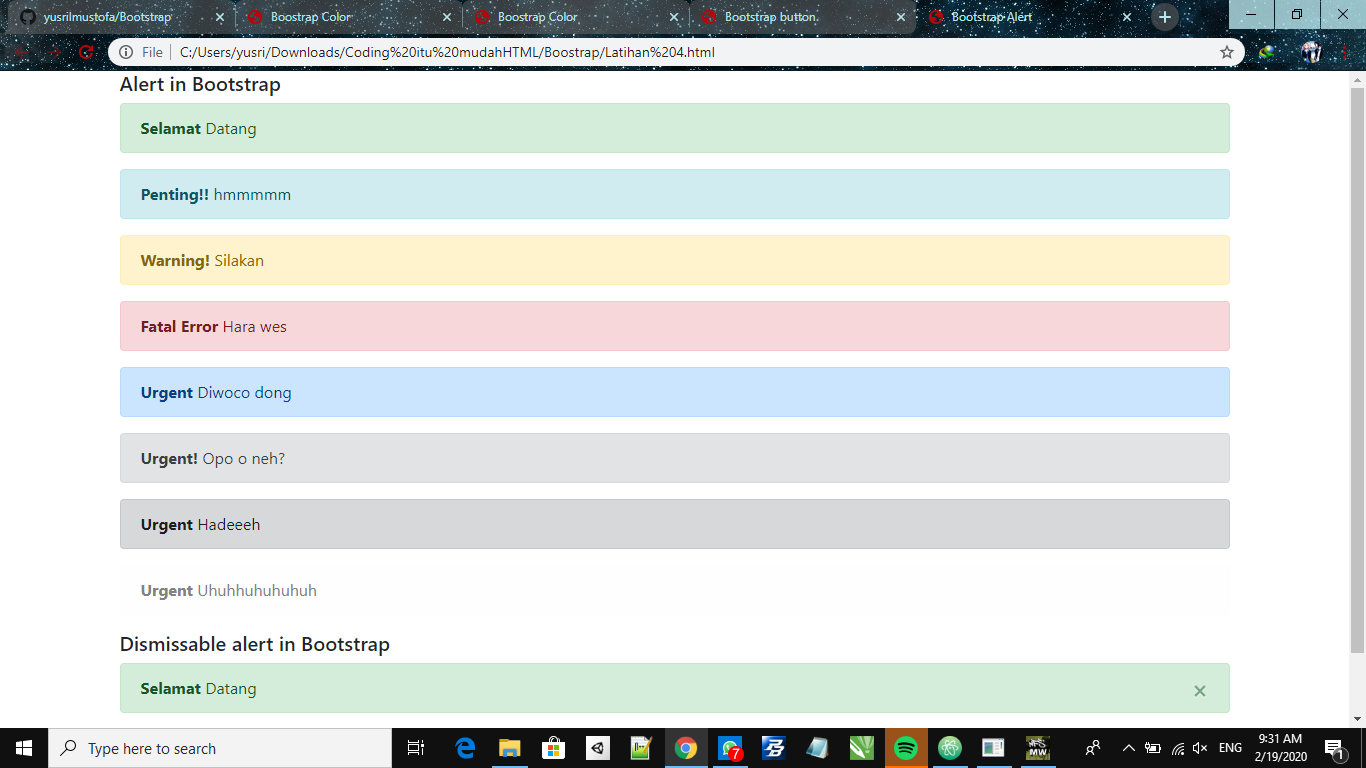 yusrilmustofa/Bootstrap
Boostrap Color
Boostrap Color
Bootstrap button
Bootstrap Alert
File
C:/Users/yusri/Downloads/Coding%20itu%20mudahHTML/Boostrap/Latihan%204.html
Alert in Bootstrap
Selamat Datang
Penting!! hmmmmm
Warning! Silakan
Fatal Error Hara wes
Urgent Diwoco dong
Urgent! Opo o neh?
Urgent Hadeeeh
Urgent Uhuhhuhuhuhuh
Dismissable alert in Bootstrap
Selamat Datang
×
Type here to search
7
MW
ENG
9:31 AM
2/19/2020
1